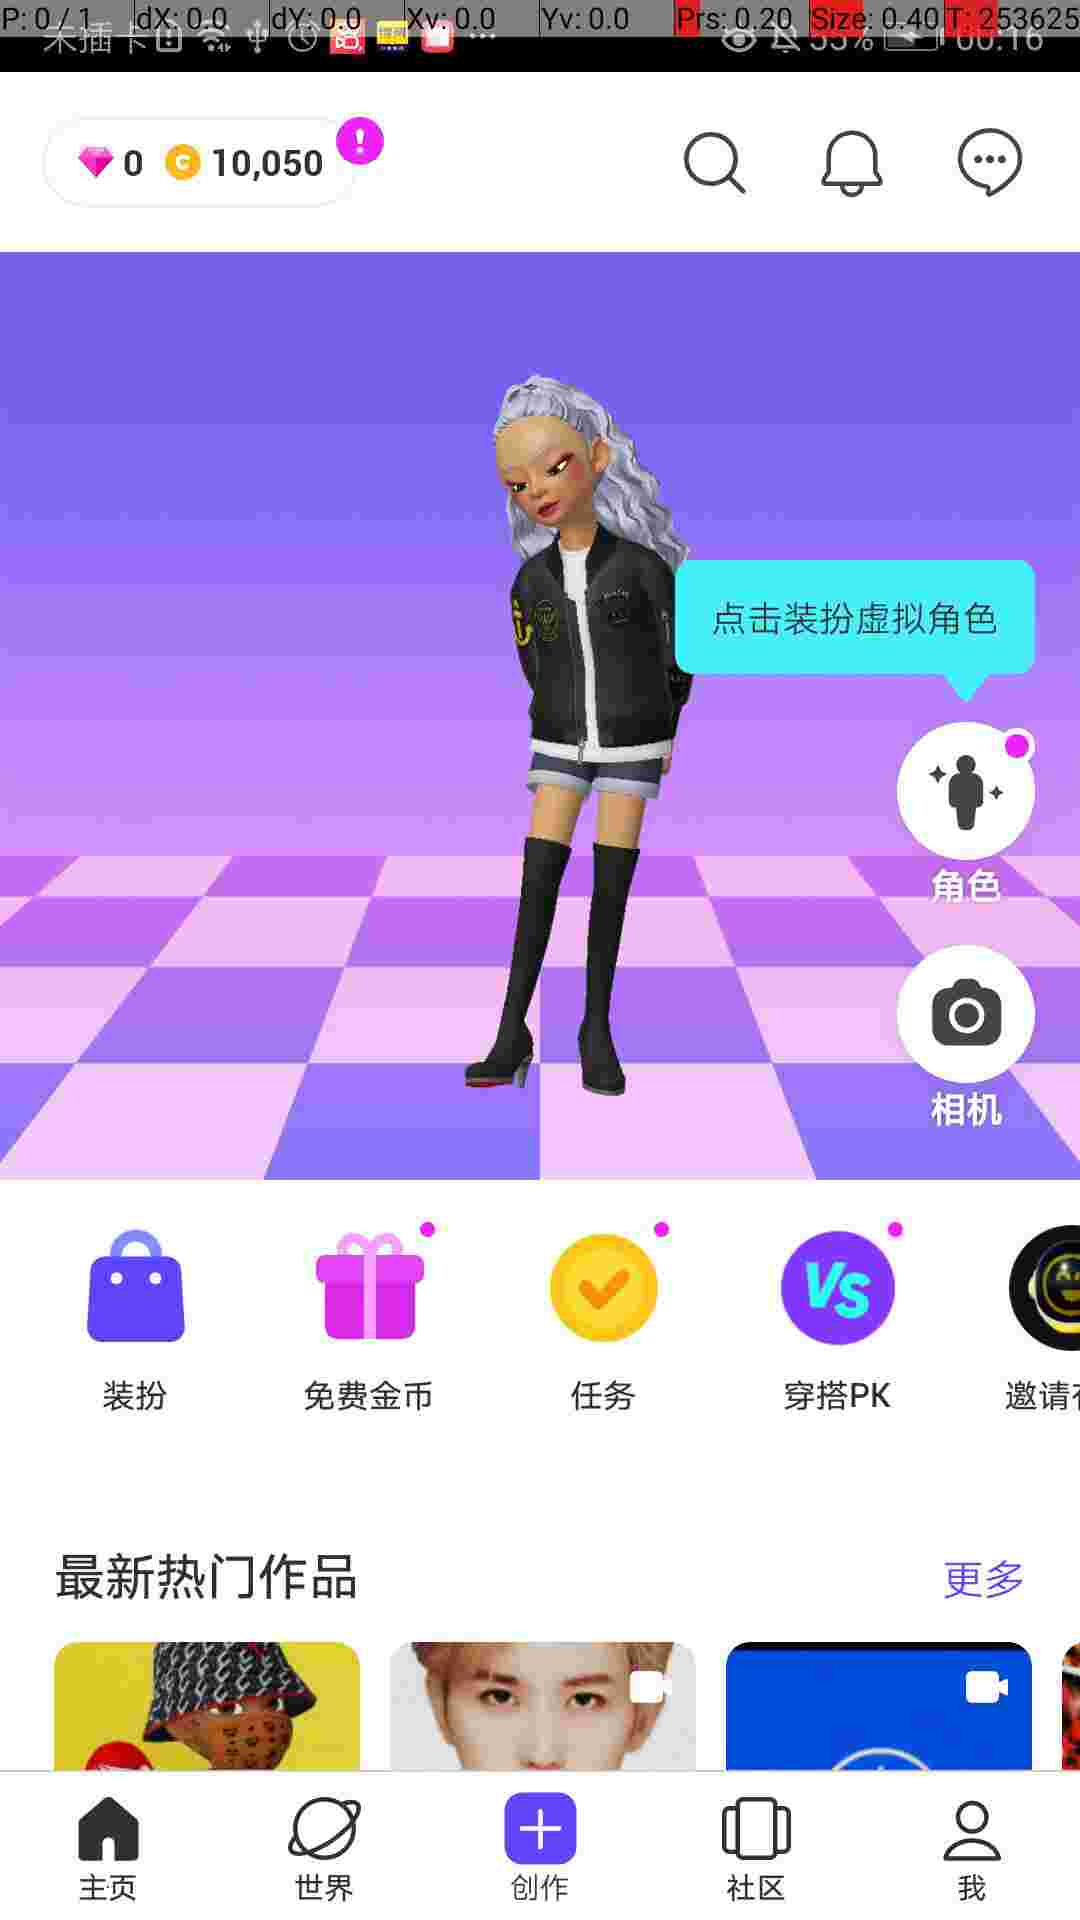 P: 0 / 1 dX: 0.0 dY: 0.0 Xv: 0.0 Yv: 0.0 Prs: 0.20 Size: 0.40 T: 253625
未插卡 53% 00:16
0 10,050
点击装扮虚拟角色
角色
相机
VS
装扮 免费金币 任务 穿搭PK 邀请
最新热门作品 更多
主页 世界 创作 社区 我